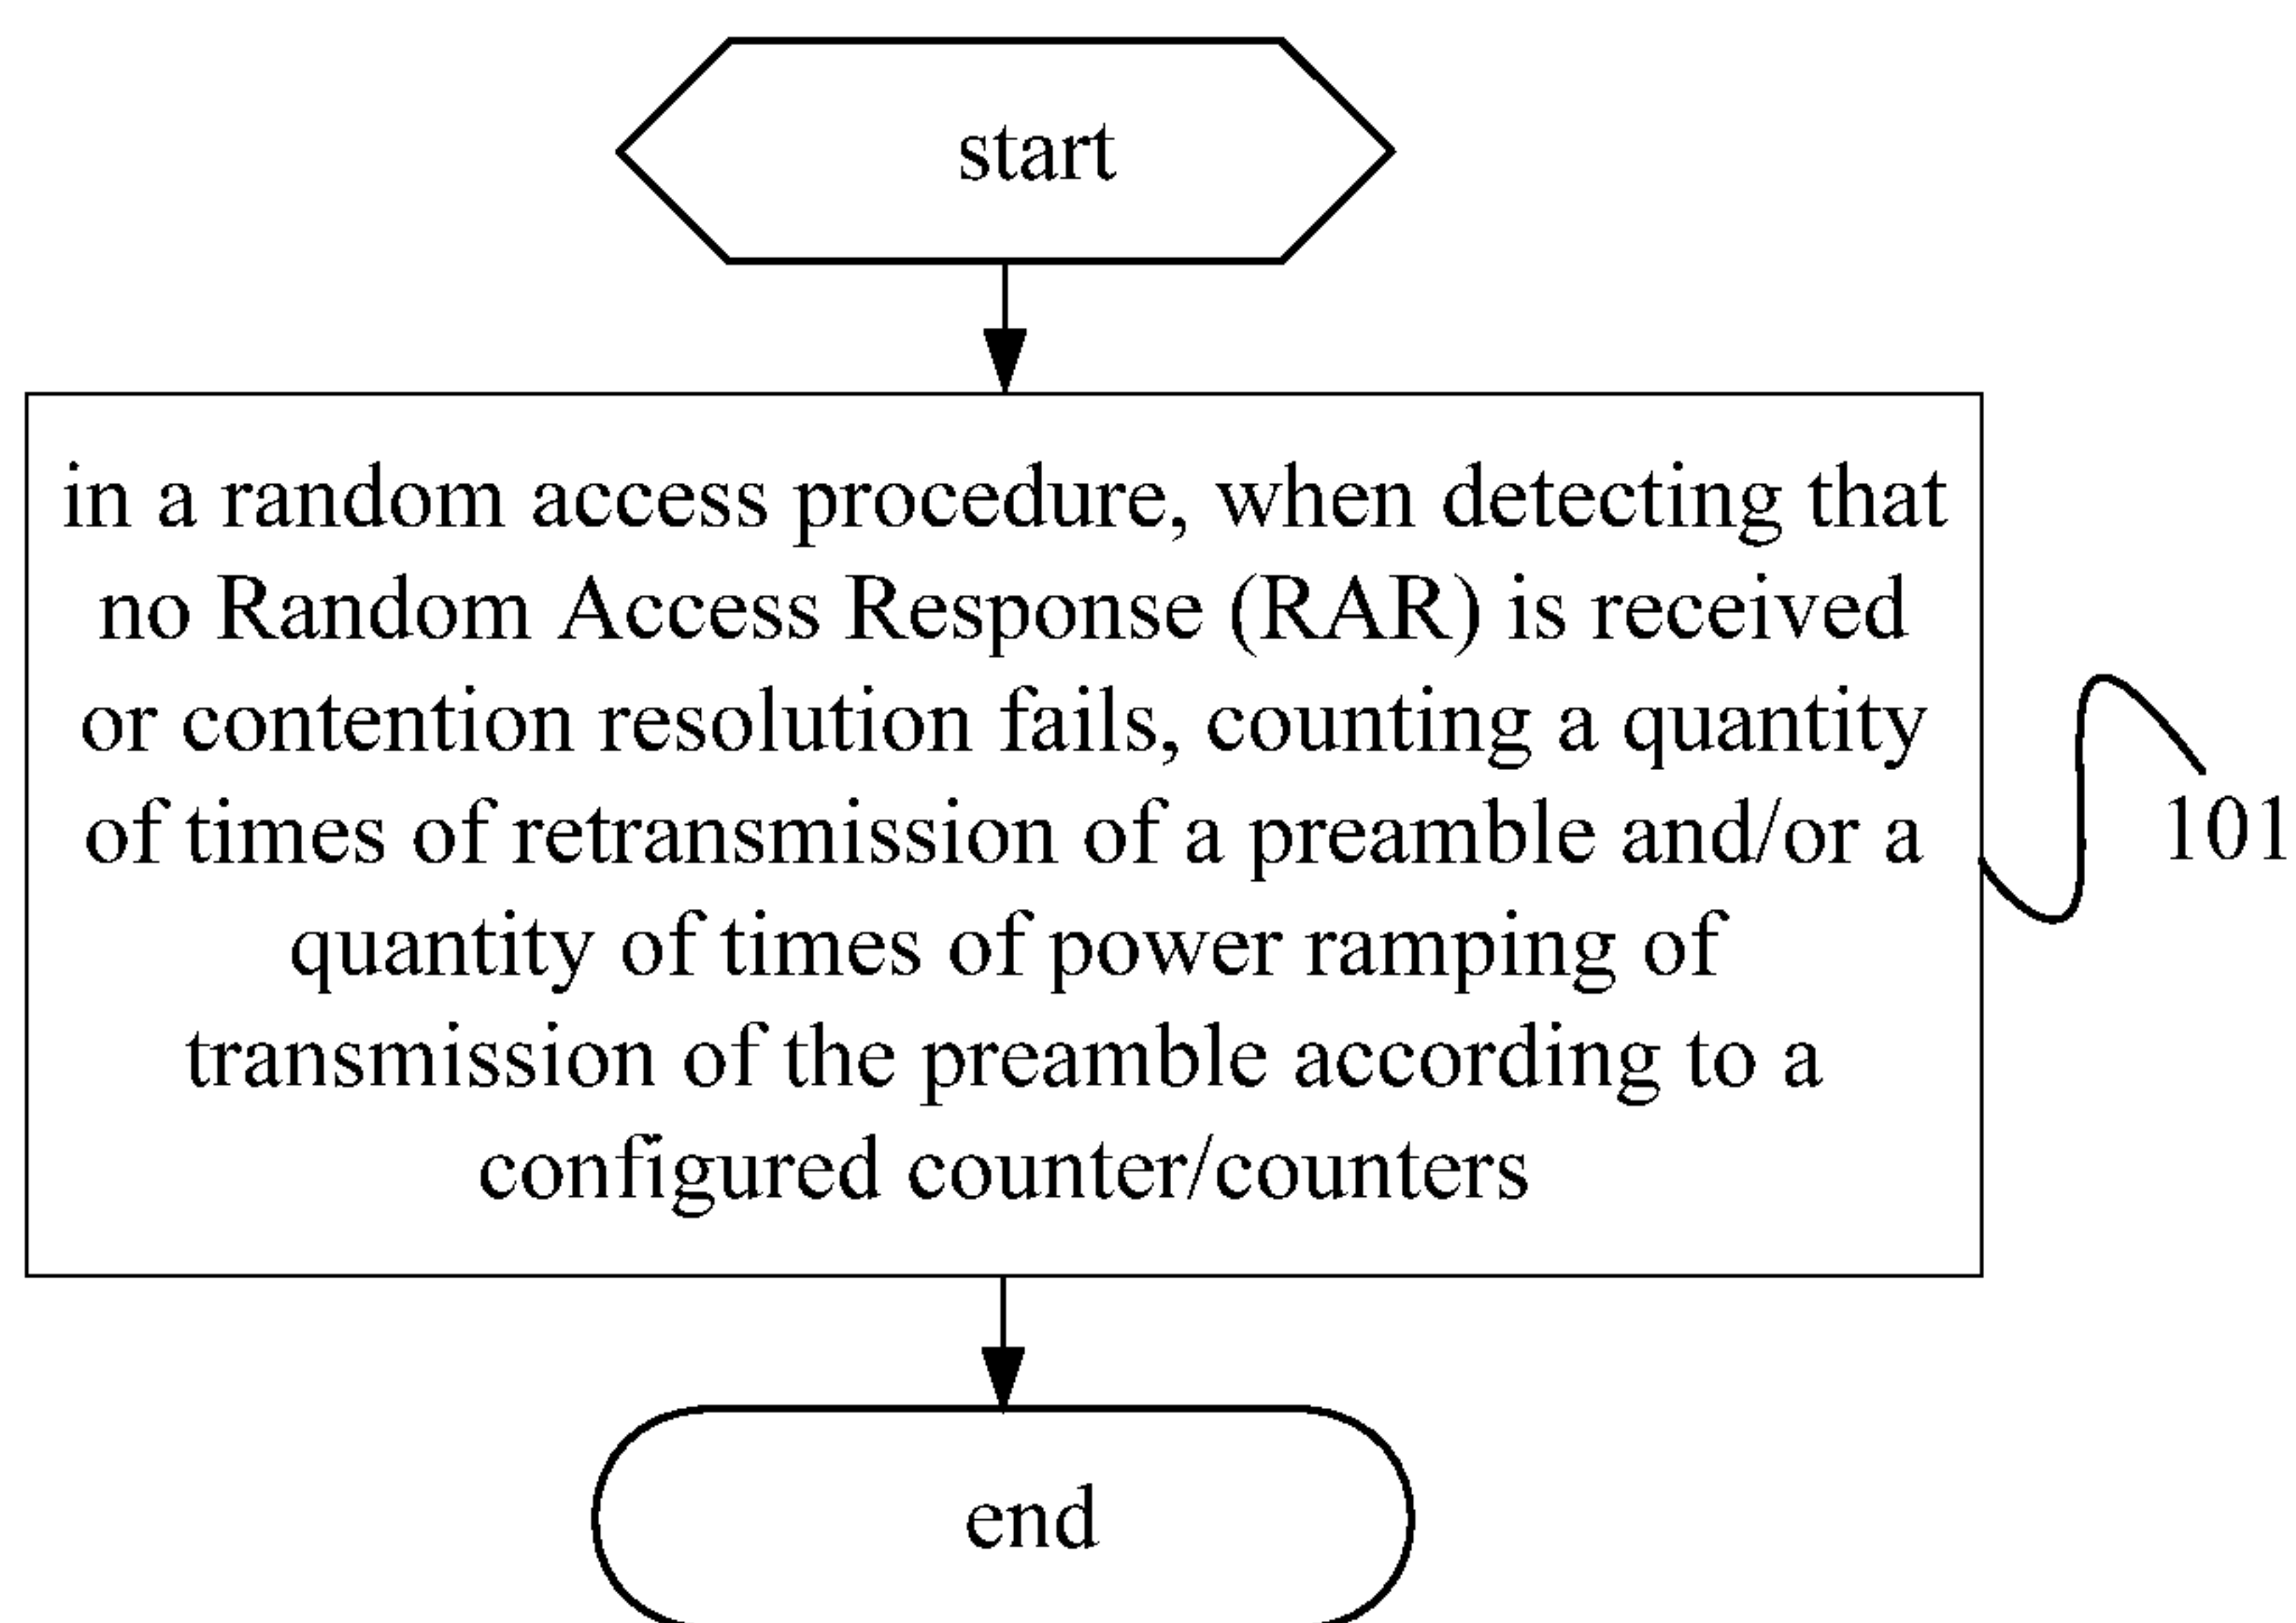 start
in a random access procedure, when detecting that
no Random Access Response (RAR) is received
or contention resolution fails, counting a quantity
of times of retransmission of a preamble and/or a
quantity of times of power ramping of
transmission of the preamble according to a
configured counter/counters
101
end